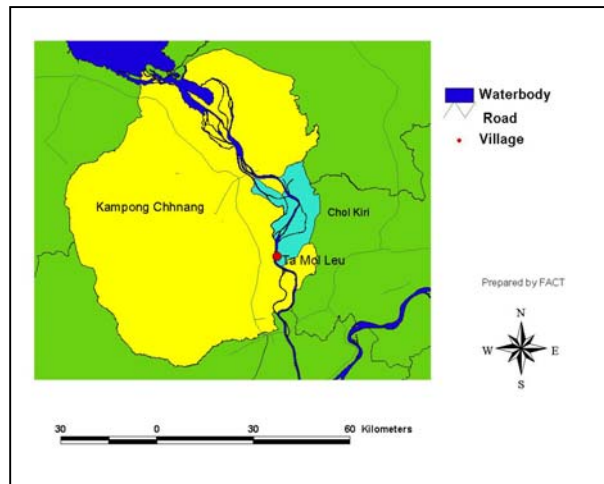 Waterbody
Road
Village
Kampong Chhnang
Chol Kiri
Ta Mol Leu
Prepared by FACT
N
W E
S
30 0 30 60 Kilometers